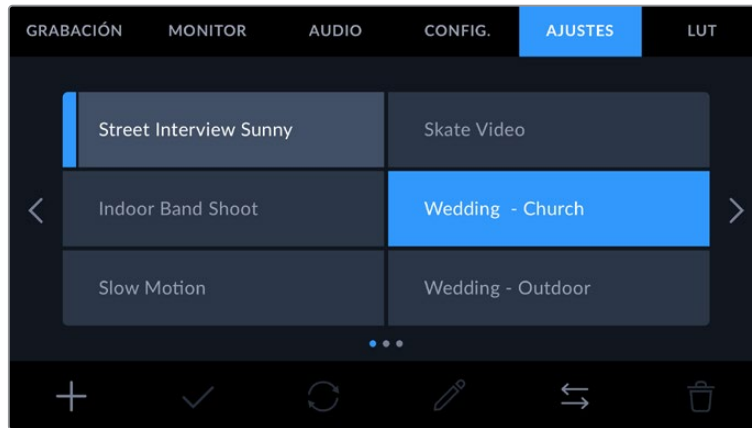 GRABACIÓN MONITOR AUDIO CONFIG. AJUSTES LUT
Street Interview Sunny Skate Video
Indoor Band Shoot Wedding - Church
Slow Motion Wedding - Outdoor